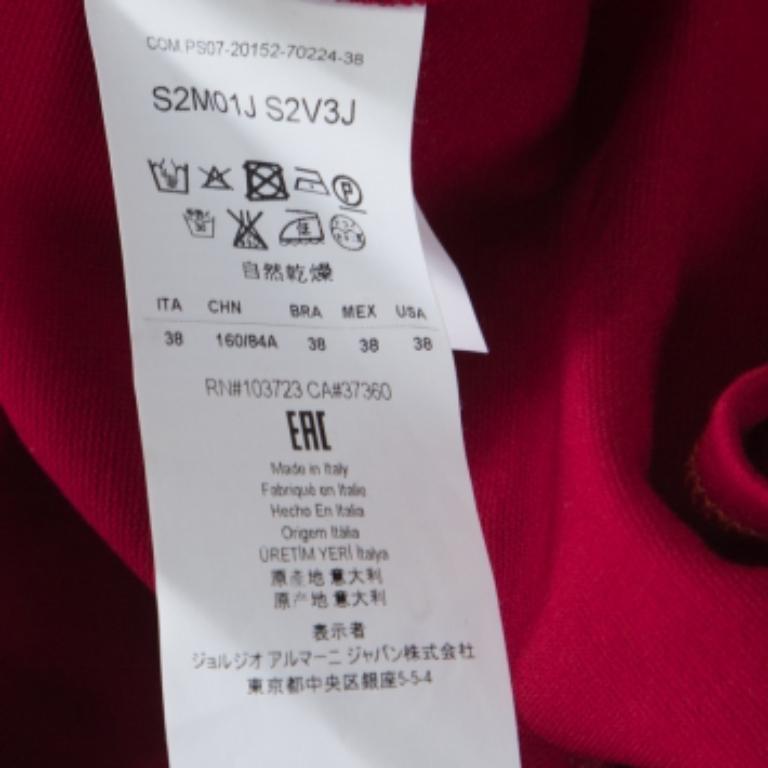 COM.PS07-20152-70224-38
S2M01J S2V3J
自然乾燥
ITA CHN BRA MEX USA
38 160/84A 38 38 38
RN#103723 CA#37360
EAC
Made in Italy
Fabriqué en Italie
Hecho En Italia
Origem Itália
ÜRETİM YERİ İtalya
原產地 意大利
原产地 意大利
表示者
ジョルジオ アルマーニ ジャパン株式会社
東京都中央区銀座5-5-4